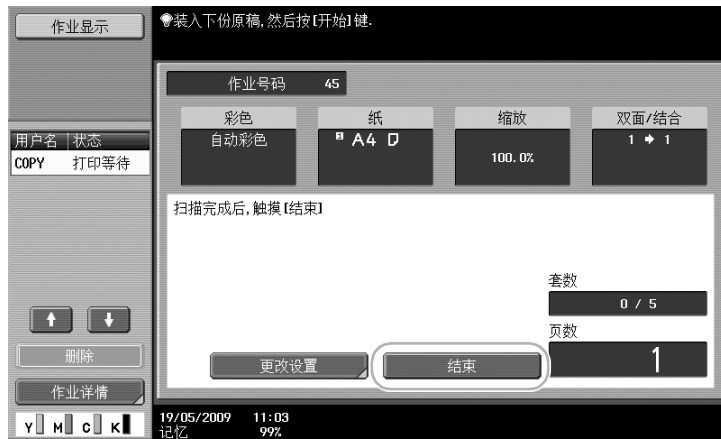 作业显示
装入下份原稿,然后按[开始]键.
作业号码 45
彩色 纸 缩放 双面/结合
自动彩色 A4 100.0% 1 → 1
用户名 状态
COPY 打印等待
扫描完成后,触摸[结束]
套数
0 / 5
页数
1
删除
更改设置 结束
作业详情
Y M C K
19/05/2009 11:03
记忆 99%